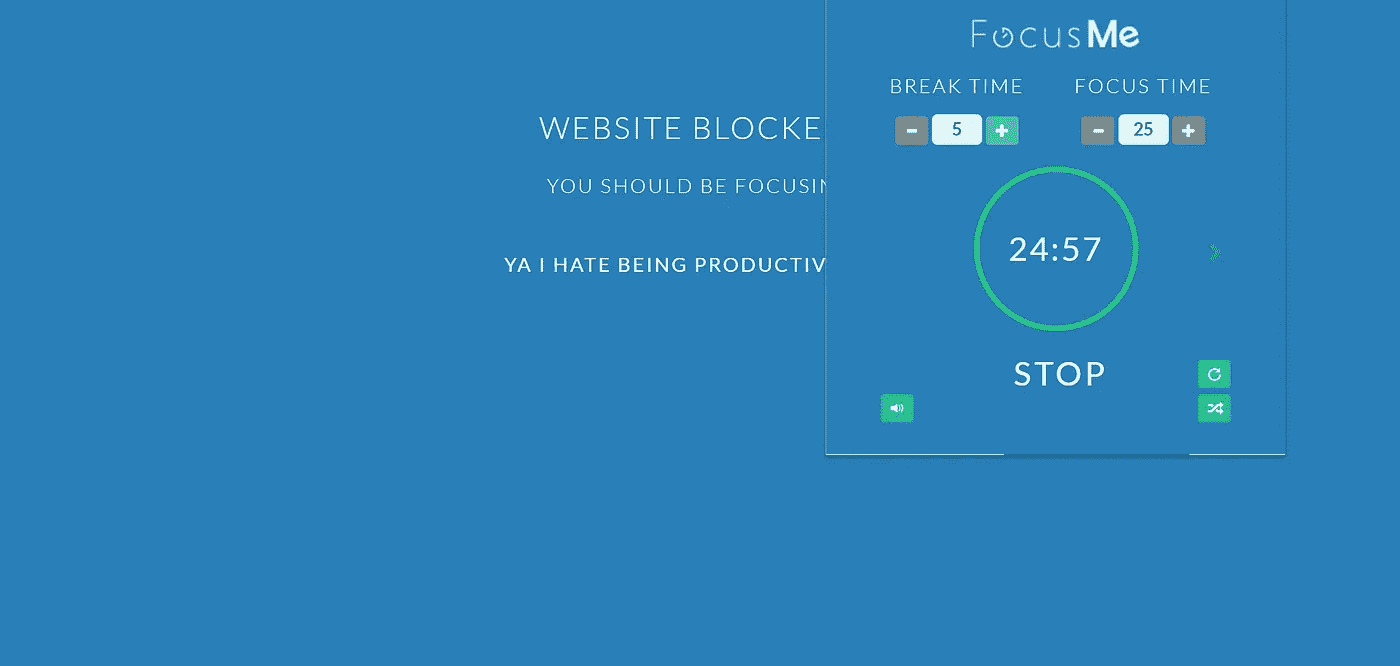 FocusMe
BREAK TIME FOCUS TIME
- 5 + - 25 +
24:57
STOP
WEBSITE BLOCKE
YOU SHOULD BE FOCUSIN
YA I HATE BEING PRODUCTIV